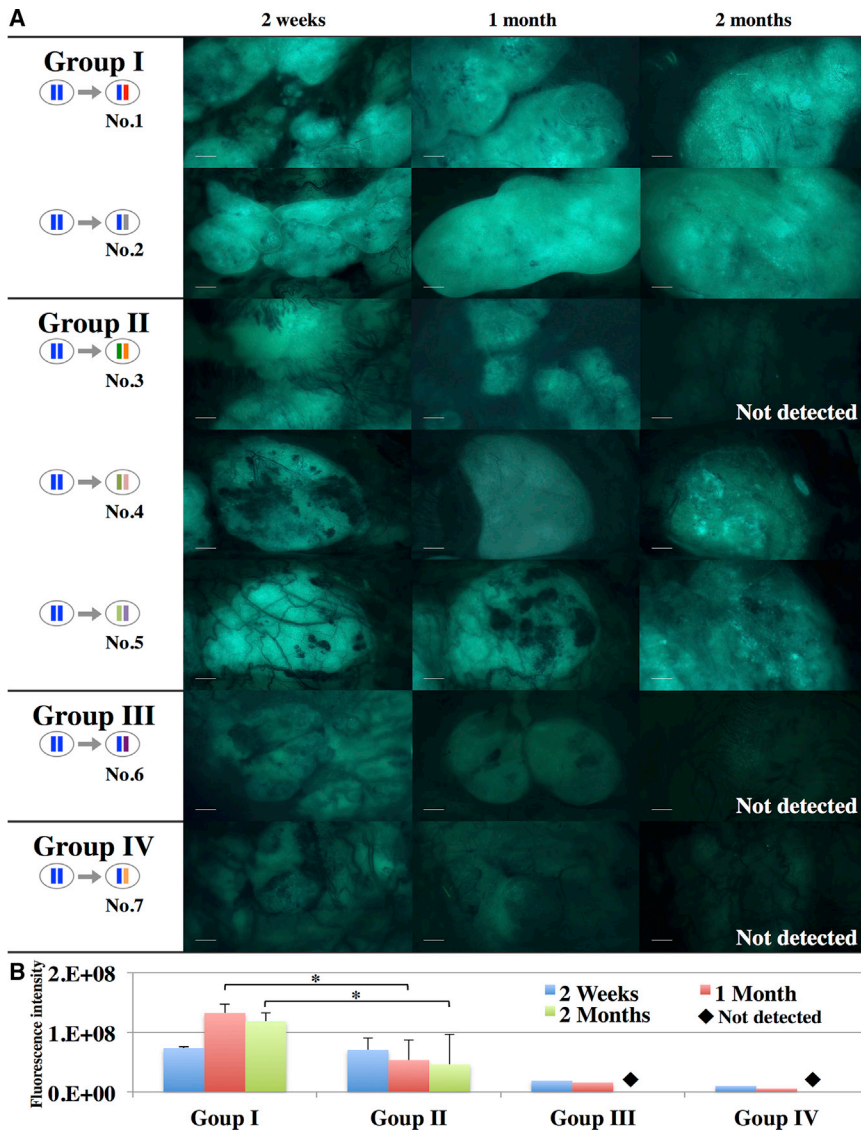 A
2 weeks 1 month 2 months
Group I
No.1
No.2
Group II
No.3
Not detected
No.4
No.5
Group III
No.6
Not detected
Group IV
No.7
Not detected
B
Fluorescence intensity
2.E+08
1.E+08
0.E+00
* *
2 Weeks 1 Month
2 Months Not detected
Goup I Goup II Goup III Goup IV